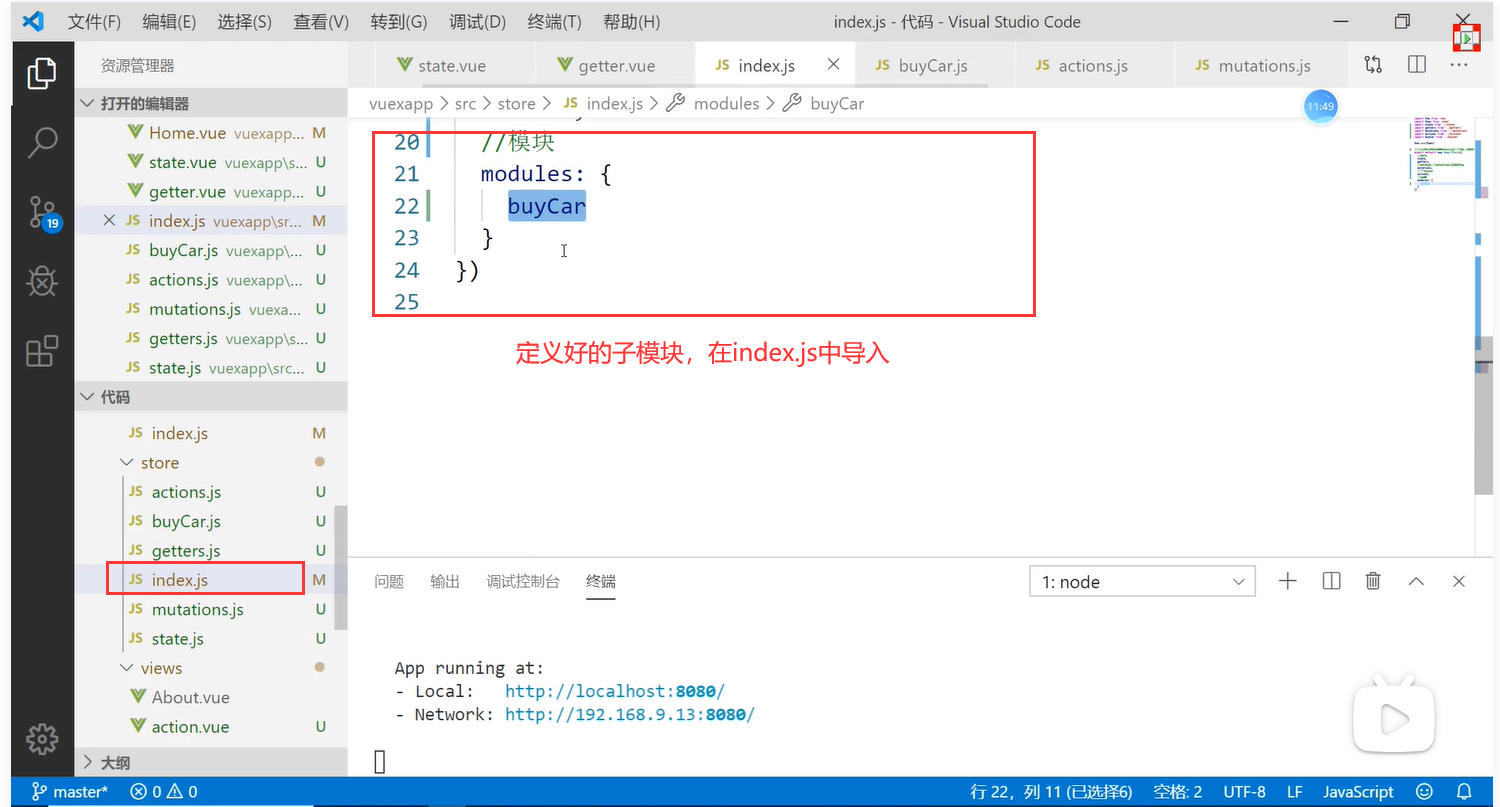 文件(F) 编辑(E) 选择(S) 查看(V) 转到(G) 调试(D) 终端(T) 帮助(H) index.js - 代码 - Visual Studio Code
资源管理器
state.vue getter.vue JS index.js JS buyCar.js JS actions.js JS mutations.js
打开的编辑器
vuexapp > src > store > JS index.js > modules > buyCar
11:49
Home.vue vuexapp... M
state.vue vuexapp\s... U
getter.vue vuexapp... U
JS index.js vuexapp\sr... M
JS buyCar.js vuexapp\... U
JS actions.js vuexapp\... U
JS mutations.js vuexa... U
JS getters.js vuexapp\s... U
JS state.js vuexapp\src... U
代码
JS index.js M
store
JS actions.js U
JS buyCar.js U
JS getters.js U
JS index.js M
JS mutations.js U
JS state.js U
views
About.vue
action.vue U
大纲
19
20 //模块
21 modules: {
22 buyCar
23 }
24 })
25
定义好的子模块，在index.js中导入
问题 输出 调试控制台 终端 1: node
App running at:
- Local: http://localhost:8080/
- Network: http://192.168.9.13:8080/
master* 0 0 行 22，列 11 (已选择6) 空格: 2 UTF-8 LF JavaScript